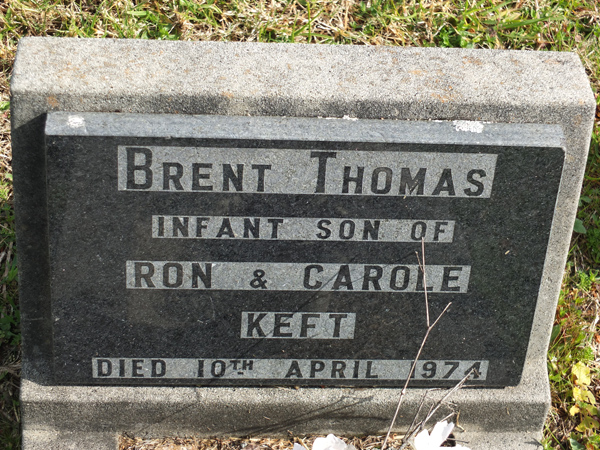 BRENT THOMAS
INFANT SON OF
RON & CAROLE
KEFT
DIED 10TH APRIL 1974